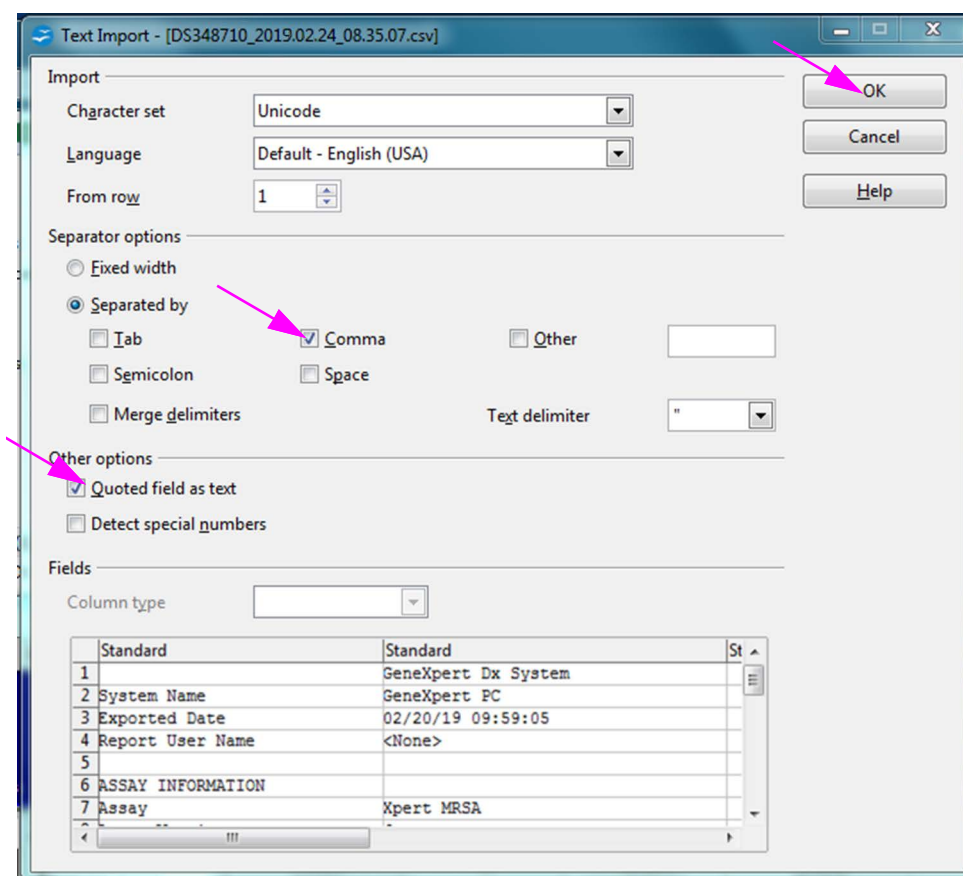 Text Import - [DS348710_2019.02.24_08.35.07.csv]
Import
Character set Unicode
OK
Language Default - English (USA)
Cancel
From row 1
Help
Separator options
Fixed width
Separated by
Tab Comma Other
Semicolon Space
Merge delimiters Text delimiter "
Other options
Quoted field as text
Detect special numbers
Fields
Column type
Standard Standard St
1 GeneXpert Dx System
2 System Name GeneXpert PC
3 Exported Date 02/20/19 09:59:05
4 Report User Name <None>
5
6 ASSAY INFORMATION
7 Assay Xpert MRSA